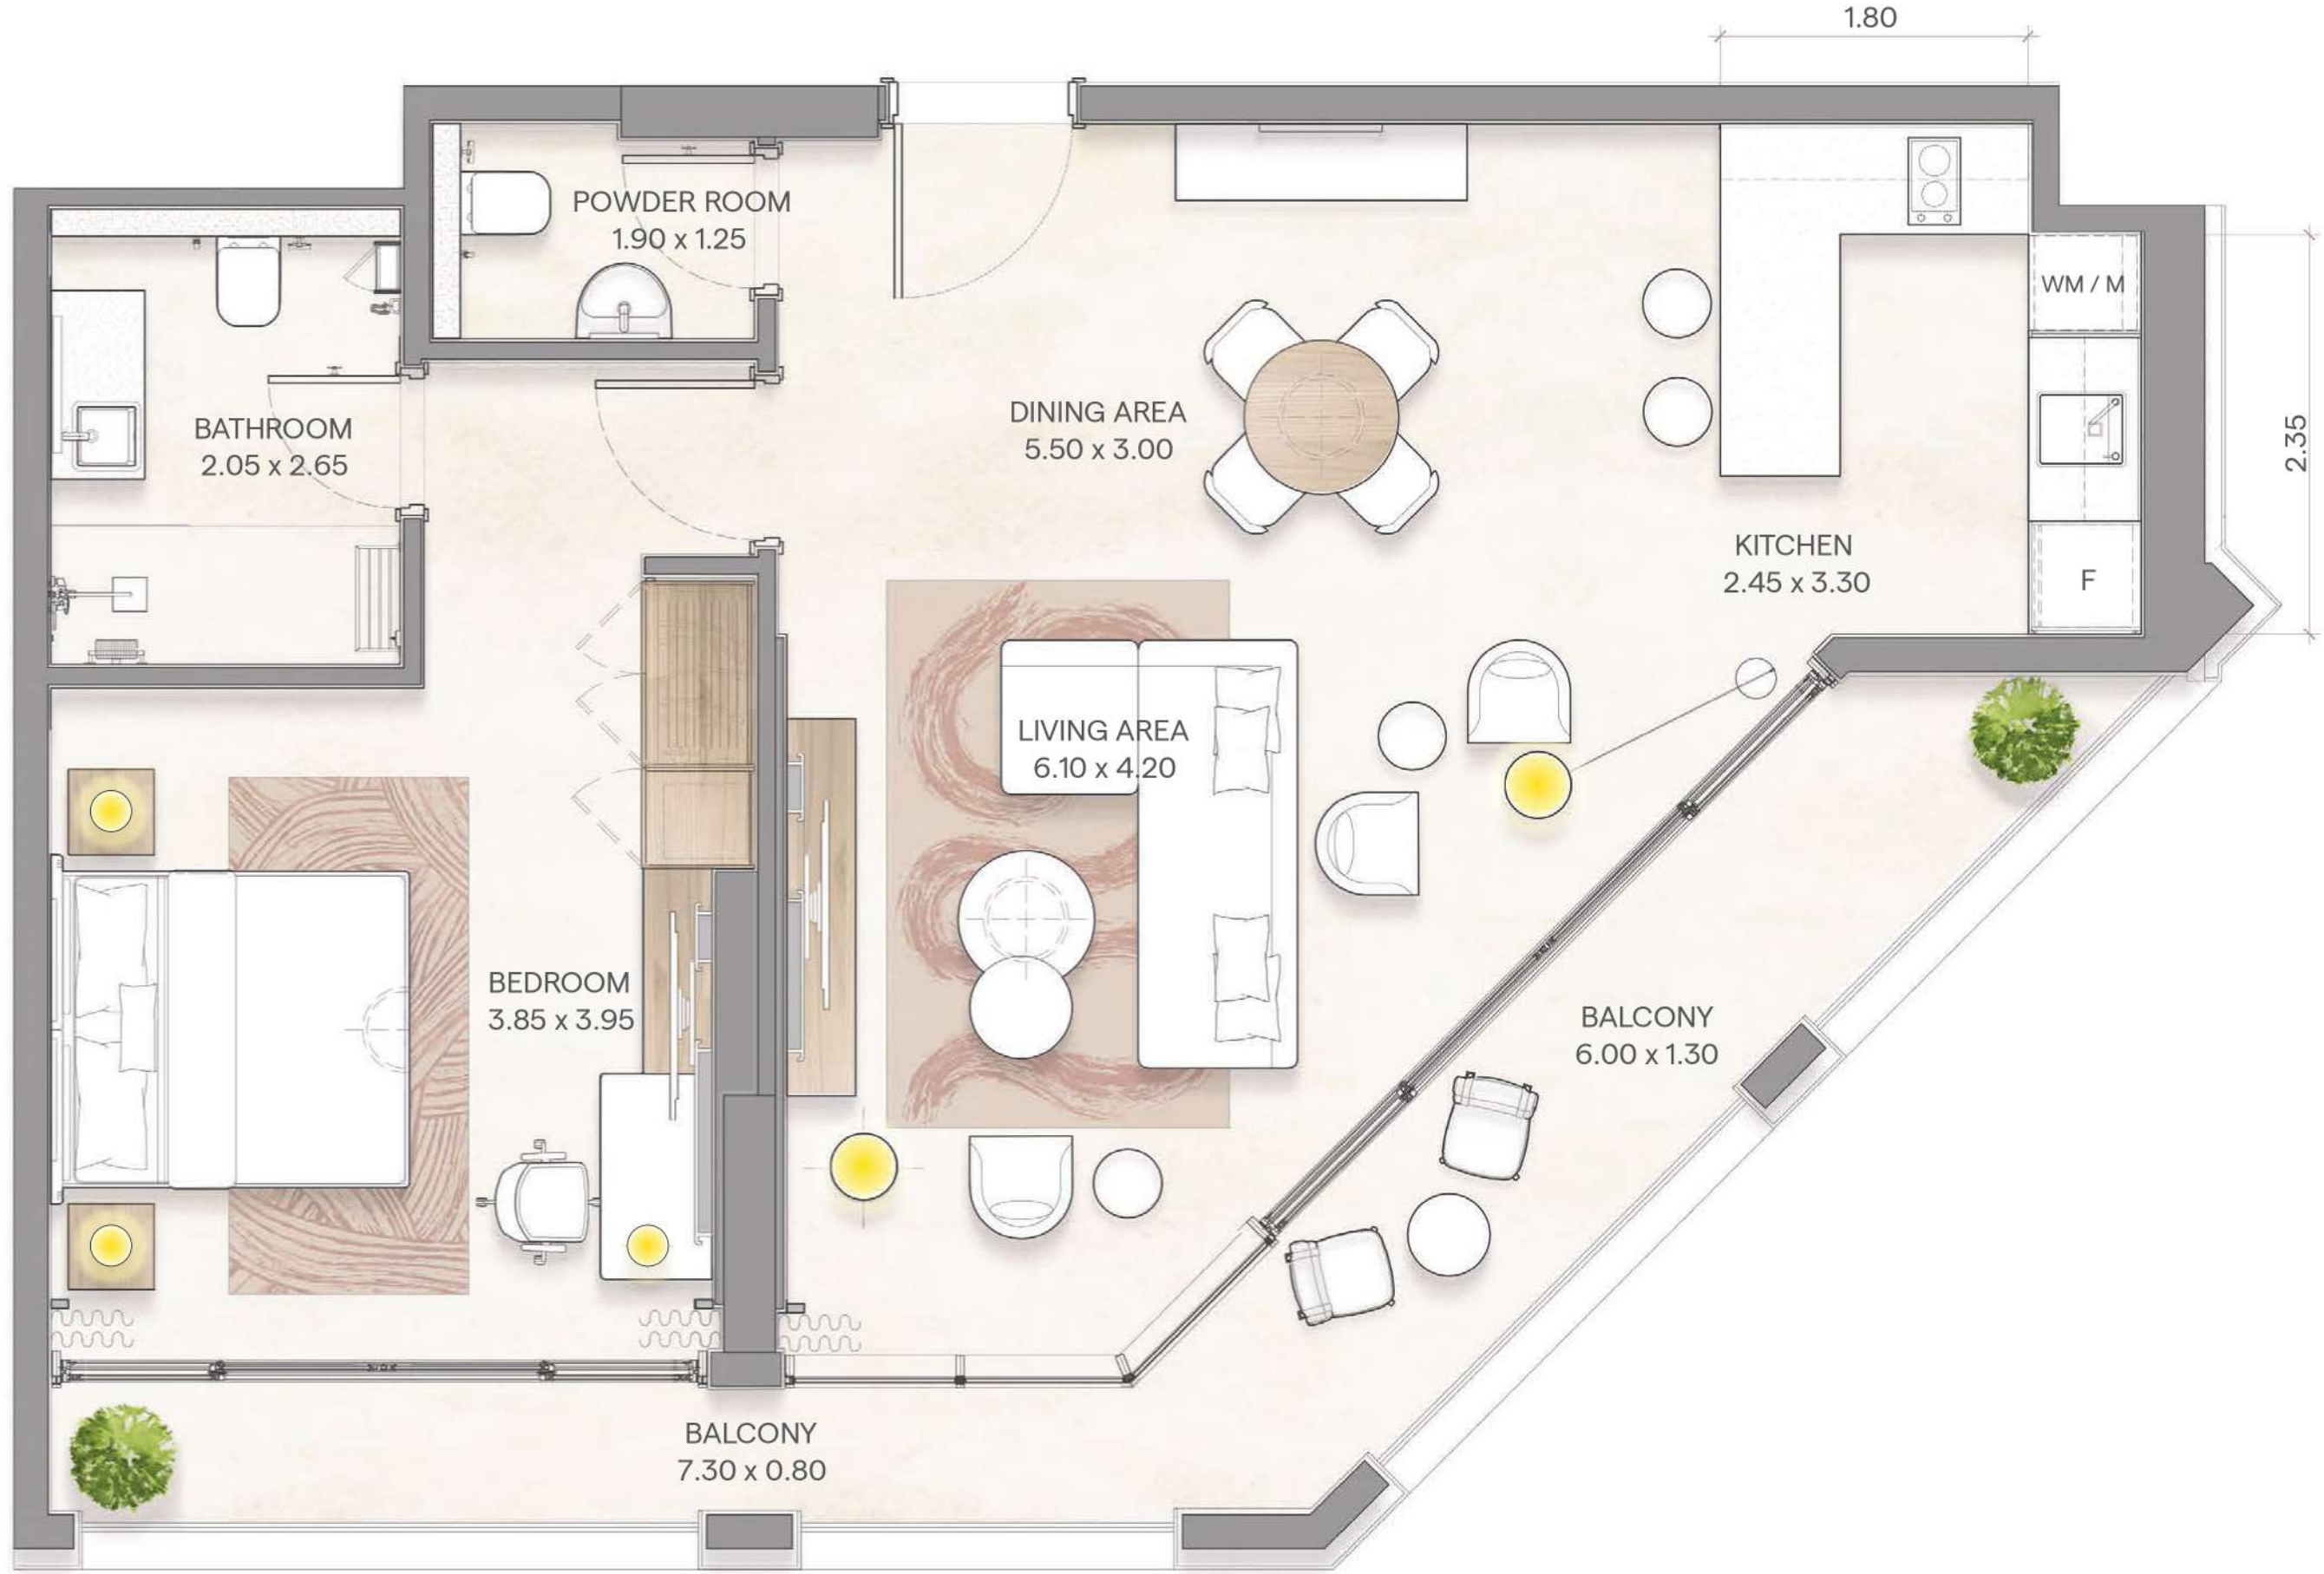 1.80
POWDER ROOM
1.90 x 1.25
WM / M
DINING AREA
5.50 x 3.00
BATHROOM
2.05 x 2.65
2.35
KITCHEN
2.45 x 3.30
F
LIVING AREA
6.10 x 4.20
BEDROOM
3.85 x 3.95
BALCONY
6.00 x 1.30
BALCONY
7.30 x 0.80